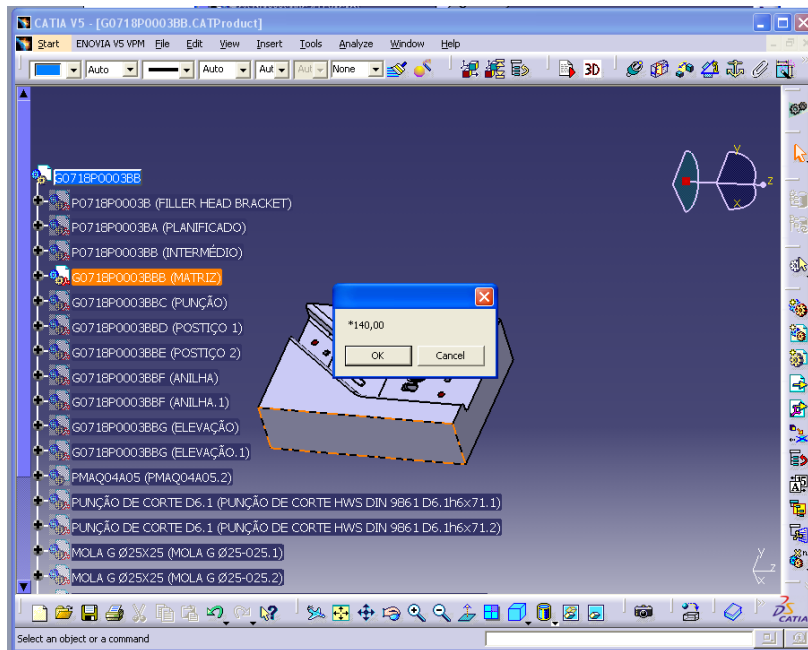 CATIA V5 - [G0718P0003BB.CATProduct]
Start ENOVIA V5 VPM File Edit View Insert Tools Analyze Window Help
Auto Auto Aut Aut None 3D
G0718P0003BB
P0718P0003B (FILLER HEAD BRACKET)
P0718P0003BA (PLANIFICADO)
P0718P0003BB (INTERMÉDIO)
G0718P0003BBB (MATRIZ)
G0718P0003BBC (PUNÇÃO)
G0718P0003BBD (POSTIÇO 1)
G0718P0003BBE (POSTIÇO 2)
G0718P0003BBF (ANILHA)
G0718P0003BBF (ANILHA.1)
G0718P0003BBG (ELEVAÇÃO)
G0718P0003BBG (ELEVAÇÃO.1)
PMAQ04A05 (PMAQ04A05.2)
PUNÇÃO DE CORTE D6.1 (PUNÇÃO DE CORTE HWS DIN 9861 D6.1h6x71.1)
PUNÇÃO DE CORTE D6.1 (PUNÇÃO DE CORTE HWS DIN 9861 D6.1h6x71.2)
MOLA G Ø25X25 (MOLA G Ø25-025.1)
MOLA G Ø25X25 (MOLA G Ø25-025.2)
*140,00
OK Cancel
y
z
x
y
z
x
CATIA
Select an object or a command